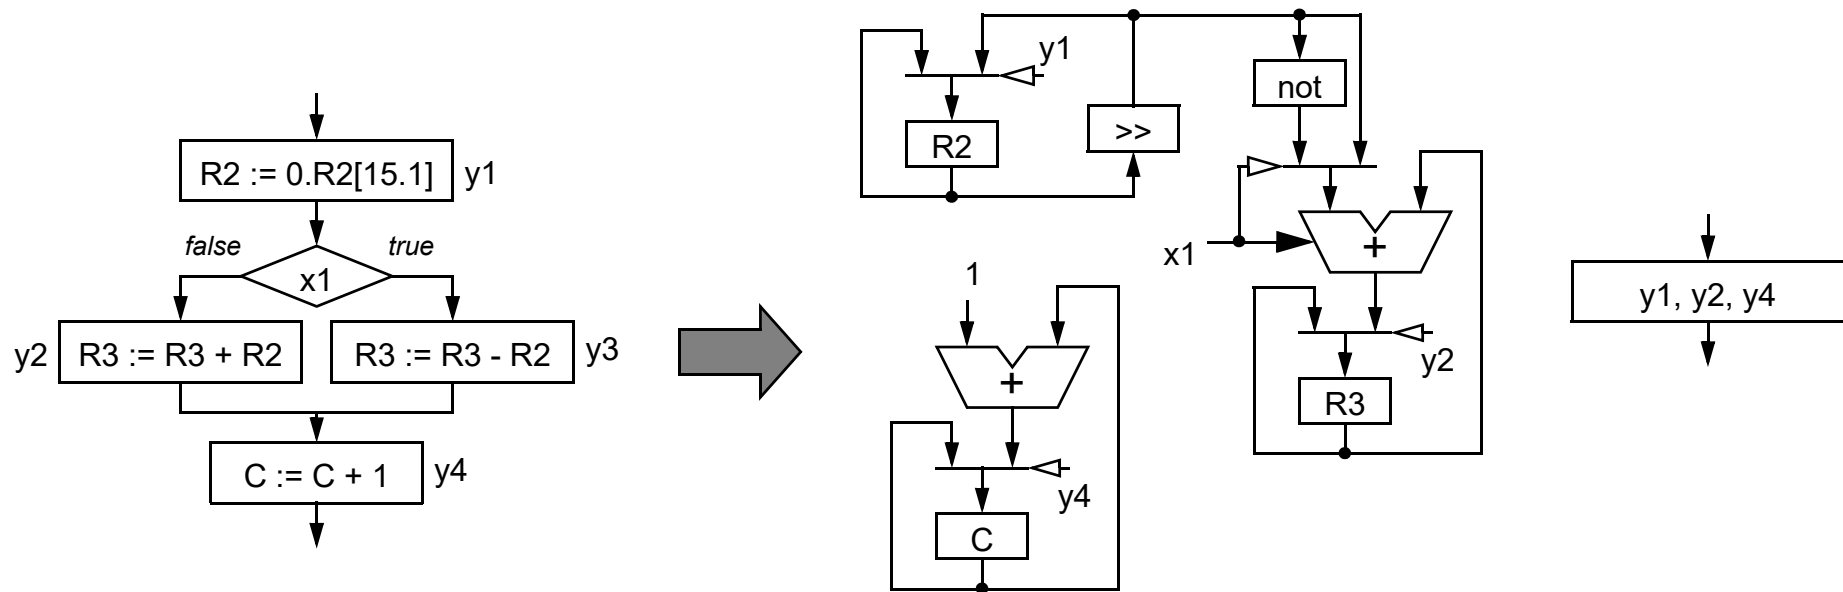 R2 := 0.R2[15.1] y1
false true
x1
y2 R3 := R3 + R2 R3 := R3 - R2 y3
C := C + 1 y4
y1
not
R2
>>
x1
+
1
y2
+
R3
y4
C
y1, y2, y4